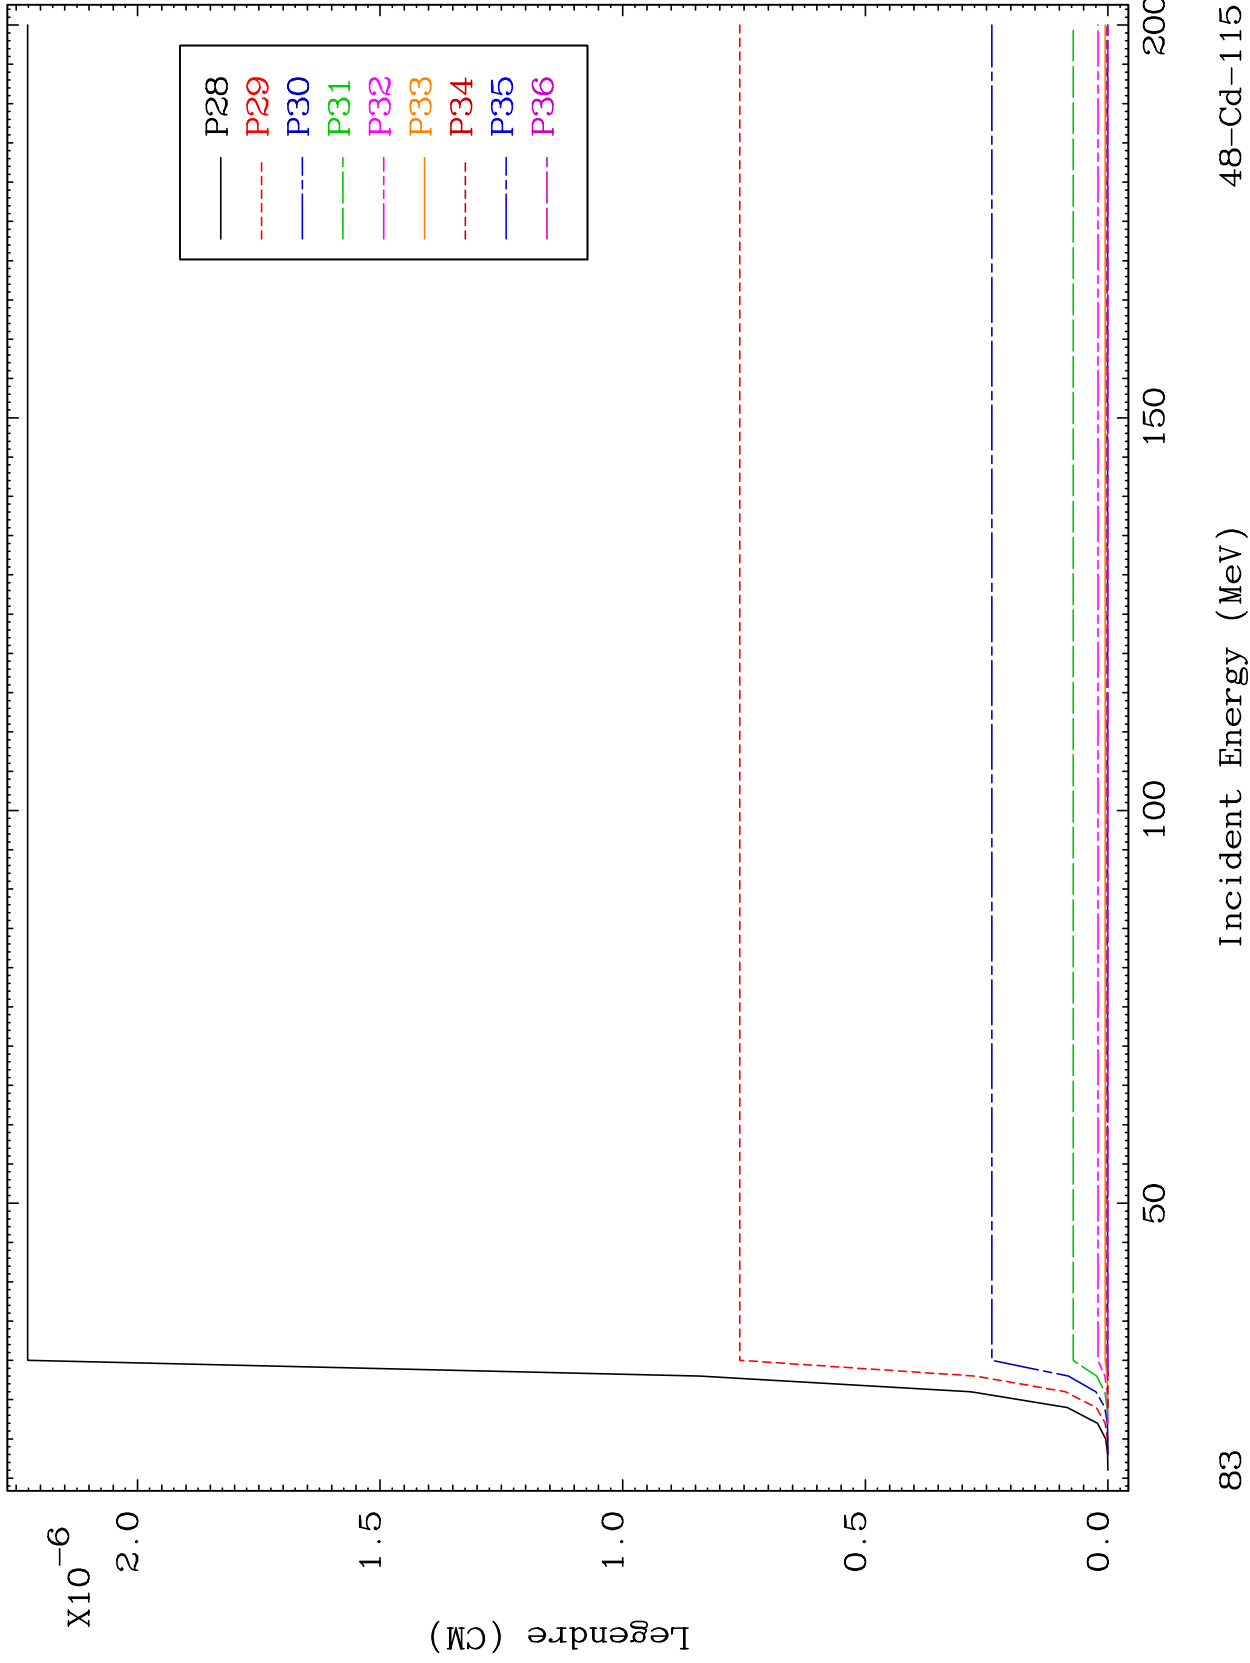 X10-6
2.0
1.5
1.0
0.5
0.0
Legendre (CM)
P28
P29
P30
P31
P32
P33
P34
P35
P36
50
100
150
200
Incident Energy (MeV)
83
48-Cd-115